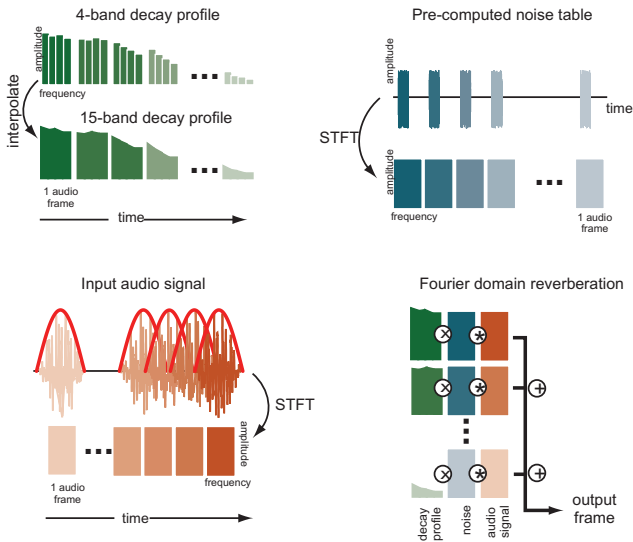 4-band decay profile
amplitude
frequency
interpolate
15-band decay profile
1 audio
frame
time
Pre-computed noise table
amplitude
time
STFT
amplitude
frequency
1 audio
frame
Input audio signal
STFT
amplitude
1 audio
frame
frequency
time
Fourier domain reverberation
×
*
×
*
+
×
*
+
decay
profile
noise
audio
signal
output
frame